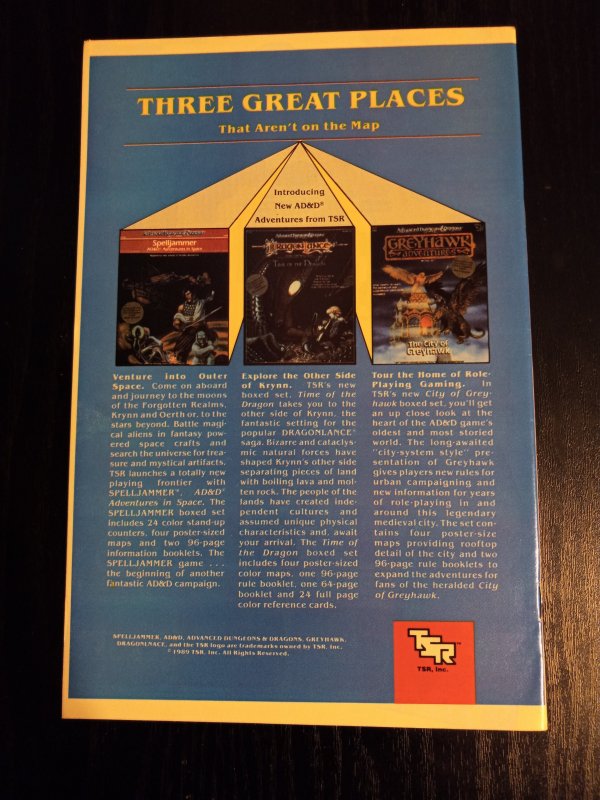 THREE GREAT PLACES
That Aren't on the Map
Introducing
New AD&D®
Adventures from TSR
Advanced Dungeons & Dragons
Spelljammer
AD&D® Adventures in Space
Advanced Dungeons & Dragons
DRAGONLANCE
Time of the Dragon
Advanced Dungeons & Dragons
GREYHAWK
ADVENTURES
The City of
Greyhawk
Venture into Outer
Space. Come on aboard
and journey to the moons
of the Forgotten Realms,
Krynn and Oerth or, to the
stars beyond. Battle magi-
cal aliens in fantasy pow-
ered space crafts and
search the universe for trea-
sure and mystical artifacts.
TSR launches a totally new
playing frontier with
SPELLJAMMER™, AD&D®
Adventures in Space. The
SPELLJAMMER boxed set
includes 24 color stand-up
counters, four poster-sized
maps and two 96-page
information booklets. The
SPELLJAMMER game . . .
the beginning of another
fantastic AD&D campaign.
Explore the Other Side
of Krynn. TSR's new
boxed set, Time of the
Dragon takes you to the
other side of Krynn, the
fantastic setting for the
popular DRAGONLANCE®
saga. Bizarre and cataclys-
mic natural forces have
shaped Krynn's other side
separating pieces of land
with boiling lava and mol-
ten rock. The people of the
lands have created inde-
pendent cultures and
assumed unique physical
characteristics and, await
your arrival. The Time of
the Dragon boxed set
includes four poster-sized
color maps, one 96-page
rule booklet, one 64-page
booklet and 24 full page
color reference cards.
Tour the Home of Role-
Playing Gaming. In
TSR's new City of Grey-
hawk boxed set, you'll get
an up close look at the
heart of the AD&D game's
oldest and most storied
world. The long-awaited
"city-system style" pre-
sentation of Greyhawk
gives players new rules for
urban campaigning and
new information for years
of role-playing in and
around this legendary
medieval city. The set con-
tains four poster-size
maps providing rooftop
detail of the city and two
96-page rule booklets to
expand the adventures for
fans of the heralded City
of Greyhawk.
SPELLJAMMER, AD&D, ADVANCED DUNGEONS & DRAGONS, GREYHAWK,
DRAGONLNACE, and the TSR logo are trademarks owned by TSR, Inc.
© 1989 TSR, Inc. All Rights Reserved.
TSR™
TSR, Inc.